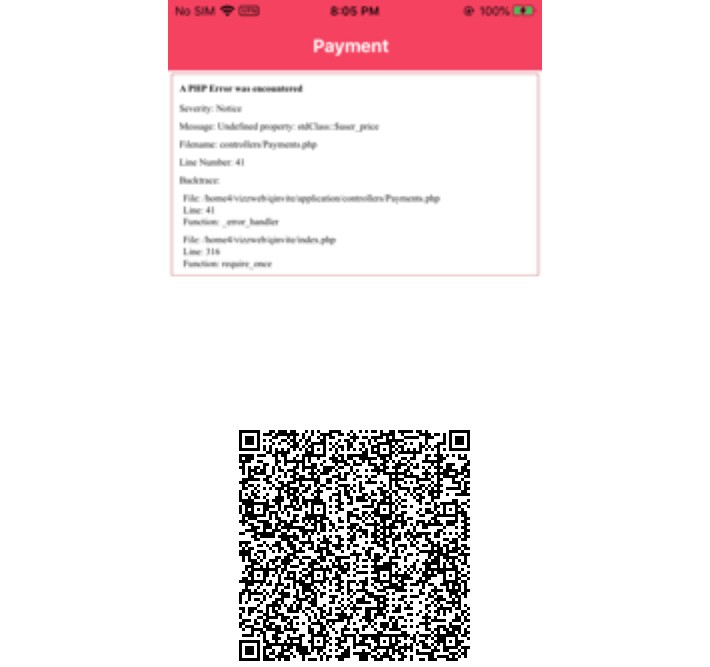 No SIM VPN 8:05 PM 100%
Payment
A PHP Error was encountered
Severity: Notice
Message: Undefined property: stdClass::$user_price
Filename: controllers/Payments.php
Line Number: 41
Backtrace:
File: /home4/vizzweb/qinvite/application/controllers/Payments.php
Line: 41
Function: _error_handler
File: /home4/vizzweb/qinvite/index.php
Line: 316
Function: require_once